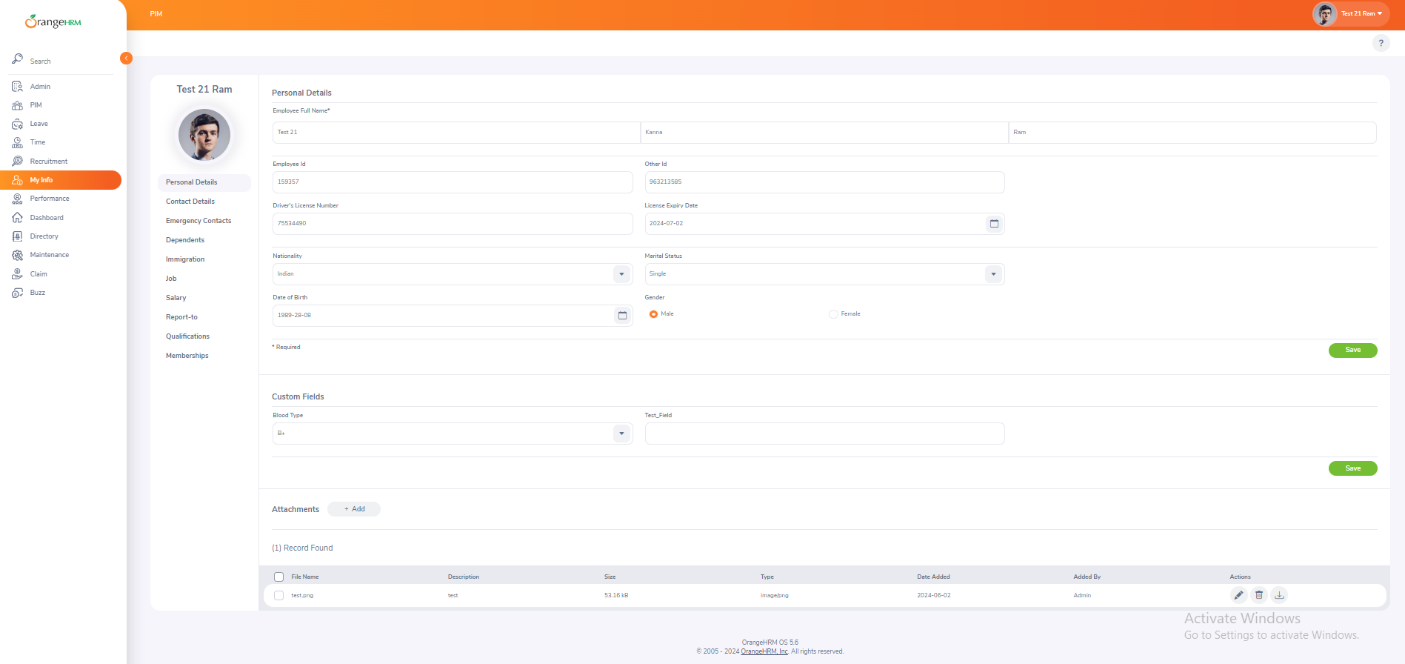 OrangeHRM
PIM
Test 21 Ram
?
Search
Admin
PIM
Leave
Time
Recruitment
My Info
Performance
Dashboard
Directory
Maintenance
Claim
Buzz
Test 21 Ram
Personal Details
Contact Details
Emergency Contacts
Dependents
Immigration
Job
Salary
Report-to
Qualifications
Memberships
Personal Details
Employee Full Name*
Test 21 Kanna Ram
Employee Id Other Id
159357 963213585
Driver's License Number License Expiry Date
75534490 2024-07-02
Nationality Marital Status
Indian Single
Date of Birth Gender
1989-28-08 Male Female
* Required Save
Custom Fields
Blood Type Test_Field
B+
Save
Attachments + Add
(1) Record Found
File Name Description Size Type Date Added Added By Actions
test.png test 53.16 kB image/png 2024-06-02 Admin
Activate Windows
Go to Settings to activate Windows.
OrangeHRM OS 5.6
© 2005 - 2024 OrangeHRM, Inc. All rights reserved.